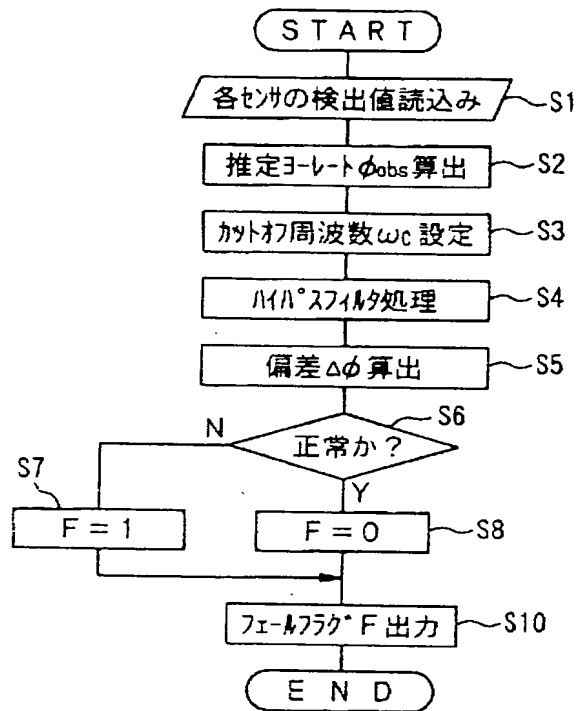 START
各センサの検出値読込み
S1
推定ヨーレートφobs算出
S2
カットオフ周波数ωc設定
S3
ハイパスフィルタ処理
S4
偏差Δφ算出
S5
S6
正常か?
N
Y
S7
F=1
F=0
S8
フェールフラグF出力
S10
END